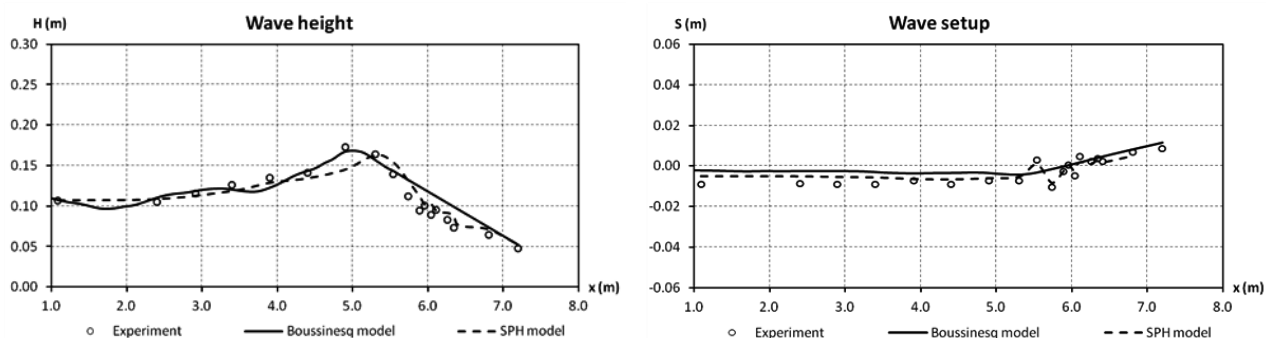 H (m) Wave height
0.30
0.25
0.20
0.15
0.10
0.05
0.00
1.0 2.0 3.0 4.0 5.0 6.0 7.0 8.0
x (m)
Experiment Boussinesq model SPH model
S (m) Wave setup
0.06
0.04
0.02
0.00
-0.02
-0.04
-0.06
1.0 2.0 3.0 4.0 5.0 6.0 7.0 8.0
x (m)
Experiment Boussinesq model SPH model